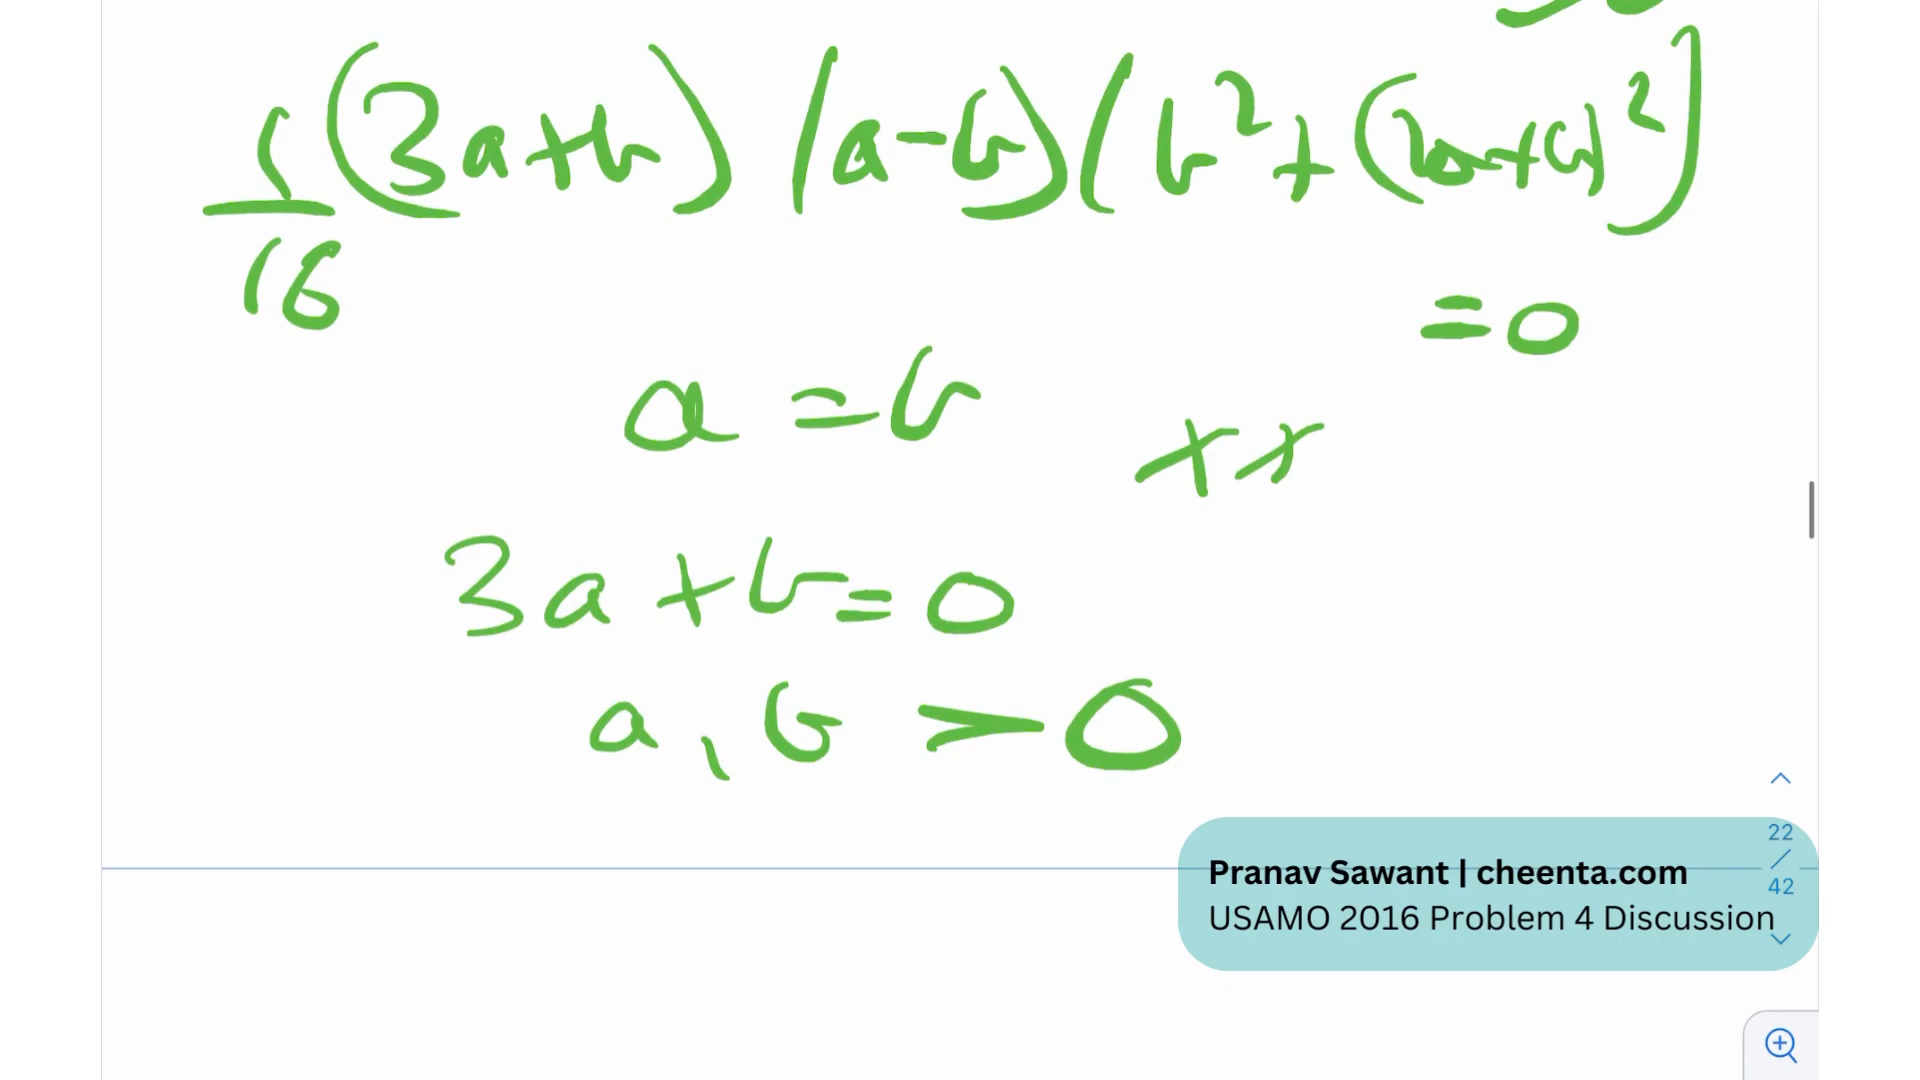 1/16 (3a+b) (a-b) (b²+(2a+b)²)
=0
a = b
xx
3a+b=0
a, b > 0
22
/
42
Pranav Sawant | cheenta.com
USAMO 2016 Problem 4 Discussion